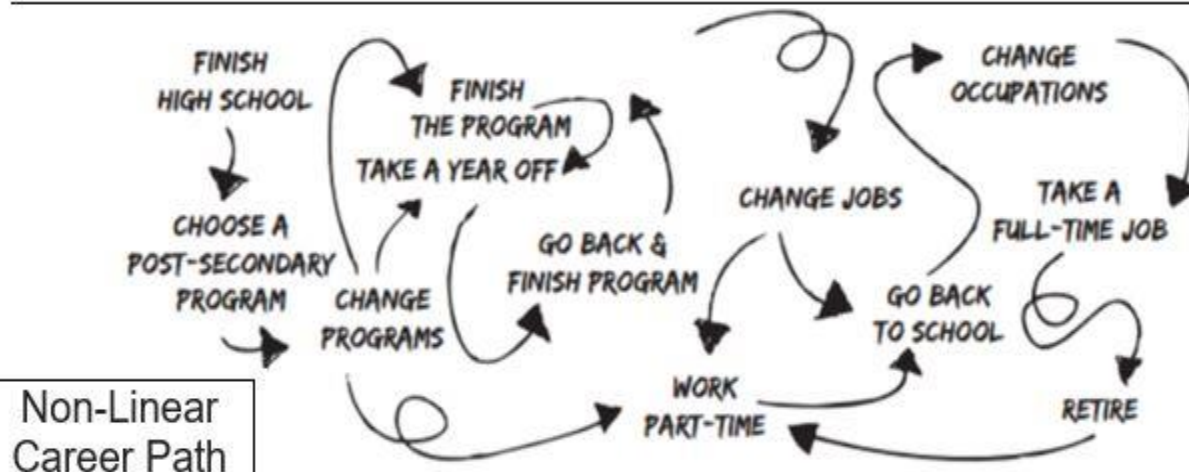 FINISH
HIGH SCHOOL
CHOOSE A
POST-SECONDARY
PROGRAM
CHANGE
PROGRAMS
FINISH
THE PROGRAM
TAKE A YEAR OFF
GO BACK &
FINISH PROGRAM
WORK
PART-TIME
CHANGE JOBS
GO BACK
TO SCHOOL
CHANGE
OCCUPATIONS
TAKE A
FULL-TIME JOB
RETIRE
Non-Linear
Career Path